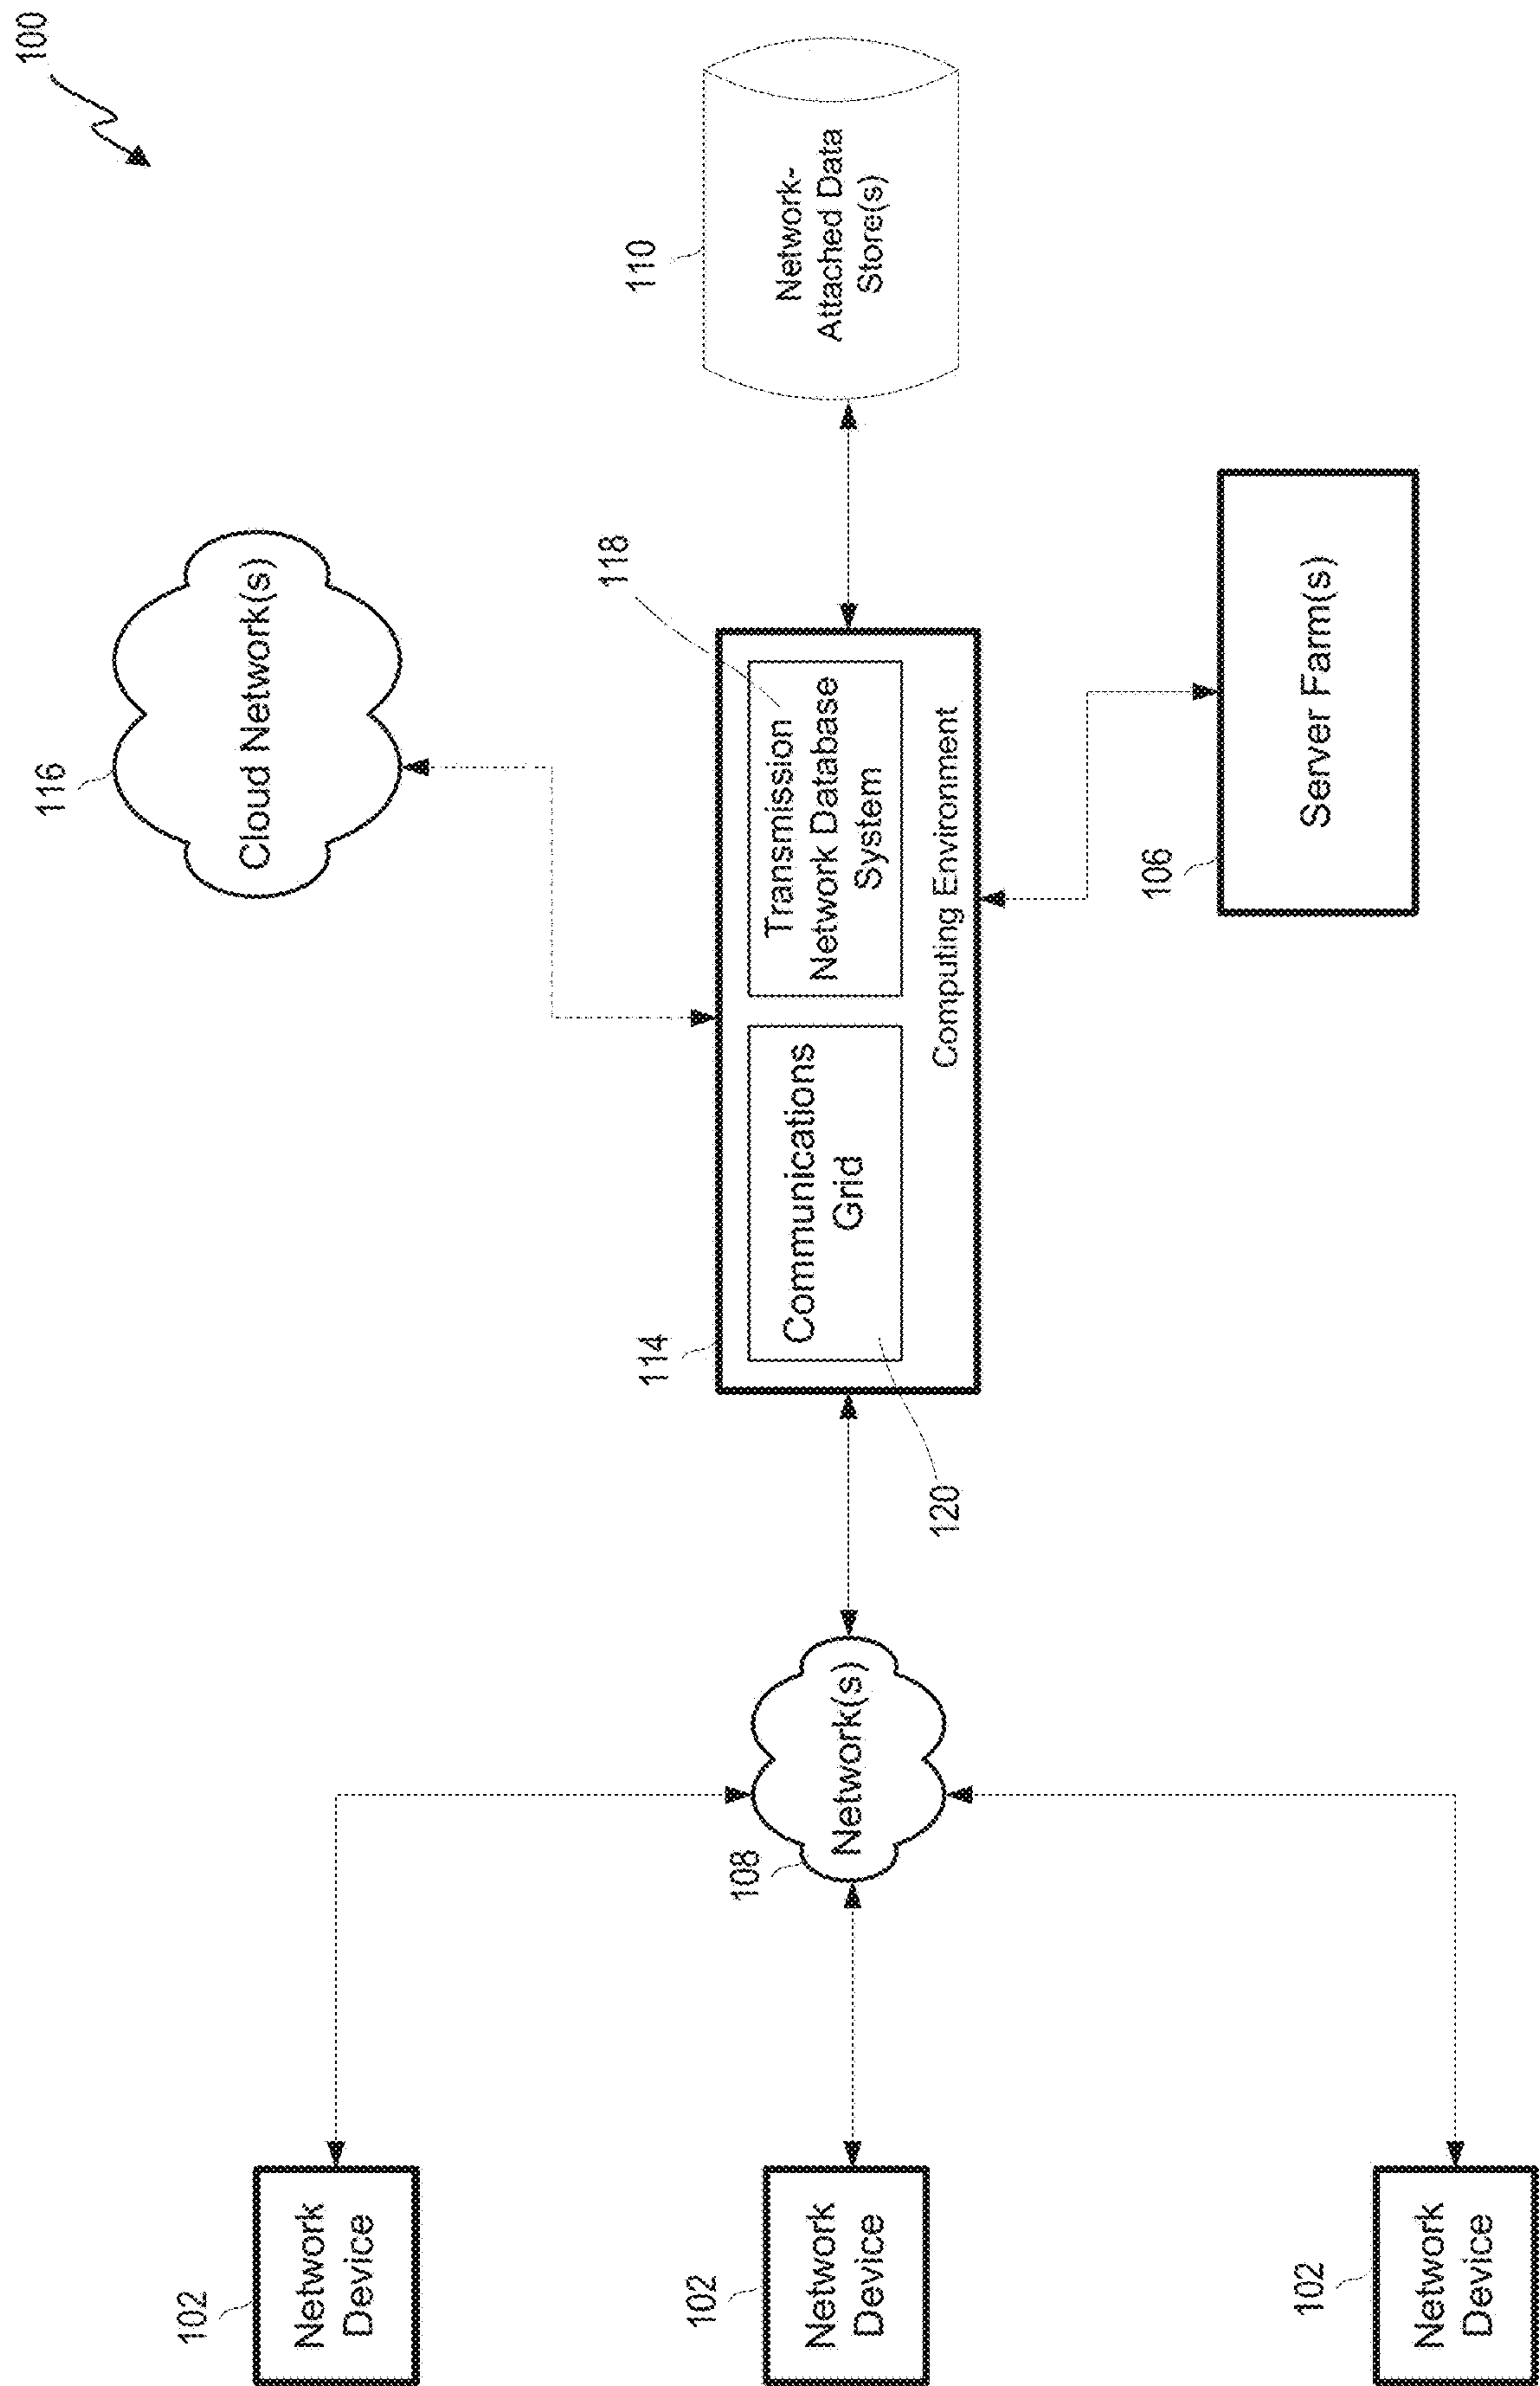 100
116
Cloud Network(s)
110
Network-
Attached Data
Store(s)
118
114
Communications
Grid
Transmission
Network Database
System
Computing Environment
120
106
Server Farm(s)
108
Network(s)
102
Network
Device
102
Network
Device
102
Network
Device